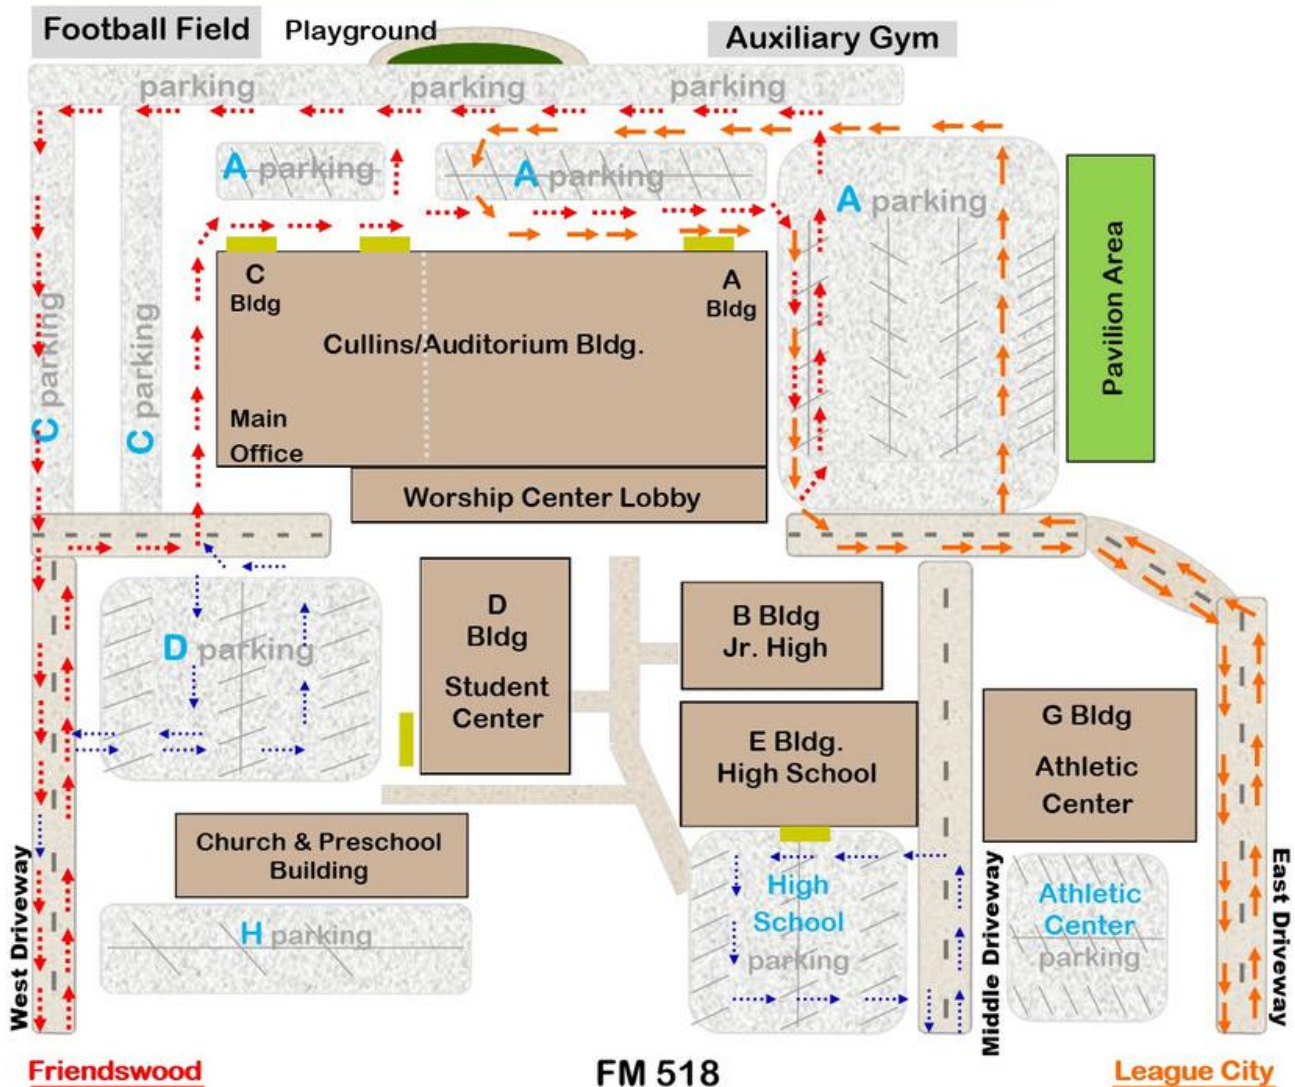 Football Field
Playground
Auxiliary Gym
parking
parking
parking
A parking
A parking
A parking
Pavilion Area
C
Bldg
A
Bldg
Cullins/Auditorium Bldg.
C parking
C parking
Main
Office
Worship Center Lobby
D
Bldg
Student
Center
B Bldg
Jr. High
D parking
G Bldg
Athletic
Center
E Bldg.
High School
Church & Preschool
Building
High
School
parking
Athletic
Center
parking
H parking
West Driveway
Middle Driveway
East Driveway
Friendswood
FM 518
League City